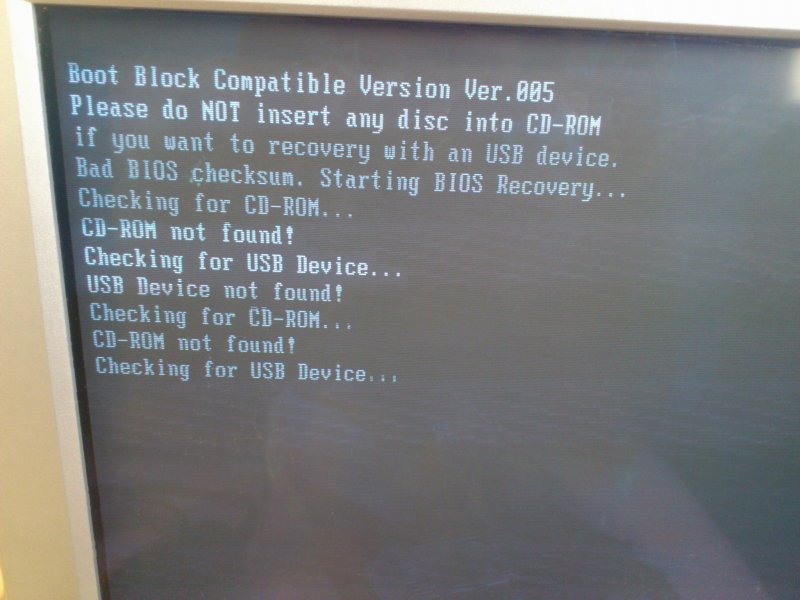 Boot Block Compatible Version Ver.005
Please do NOT insert any disc into CD-ROM
if you want to recovery with an USB device.
Bad BIOS checksum. Starting BIOS Recovery...
Checking for CD-ROM...
CD-ROM not found!
Checking for USB Device...
USB Device not found!
Checking for CD-ROM...
CD-ROM not found!
Checking for USB Device...